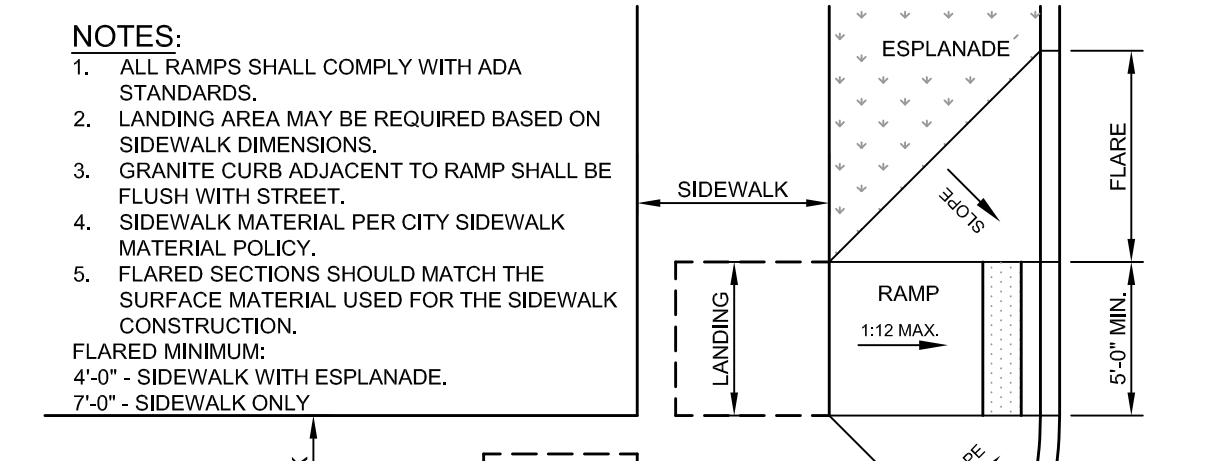 NOTES:
1. ALL RAMPS SHALL COMPLY WITH ADA
STANDARDS.
2. LANDING AREA MAY BE REQUIRED BASED ON
SIDEWALK DIMENSIONS.
3. GRANITE CURB ADJACENT TO RAMP SHALL BE
FLUSH WITH STREET.
4. SIDEWALK MATERIAL PER CITY SIDEWALK
MATERIAL POLICY.
5. FLARED SECTIONS SHOULD MATCH THE
SURFACE MATERIAL USED FOR THE SIDEWALK
CONSTRUCTION.
FLARED MINIMUM:
4'-0" - SIDEWALK WITH ESPLANADE.
7'-0" - SIDEWALK ONLY
ESPLANADE
SIDEWALK
SLOPE
FLARE
LANDING
RAMP
1:12 MAX.
5'-0" MIN.